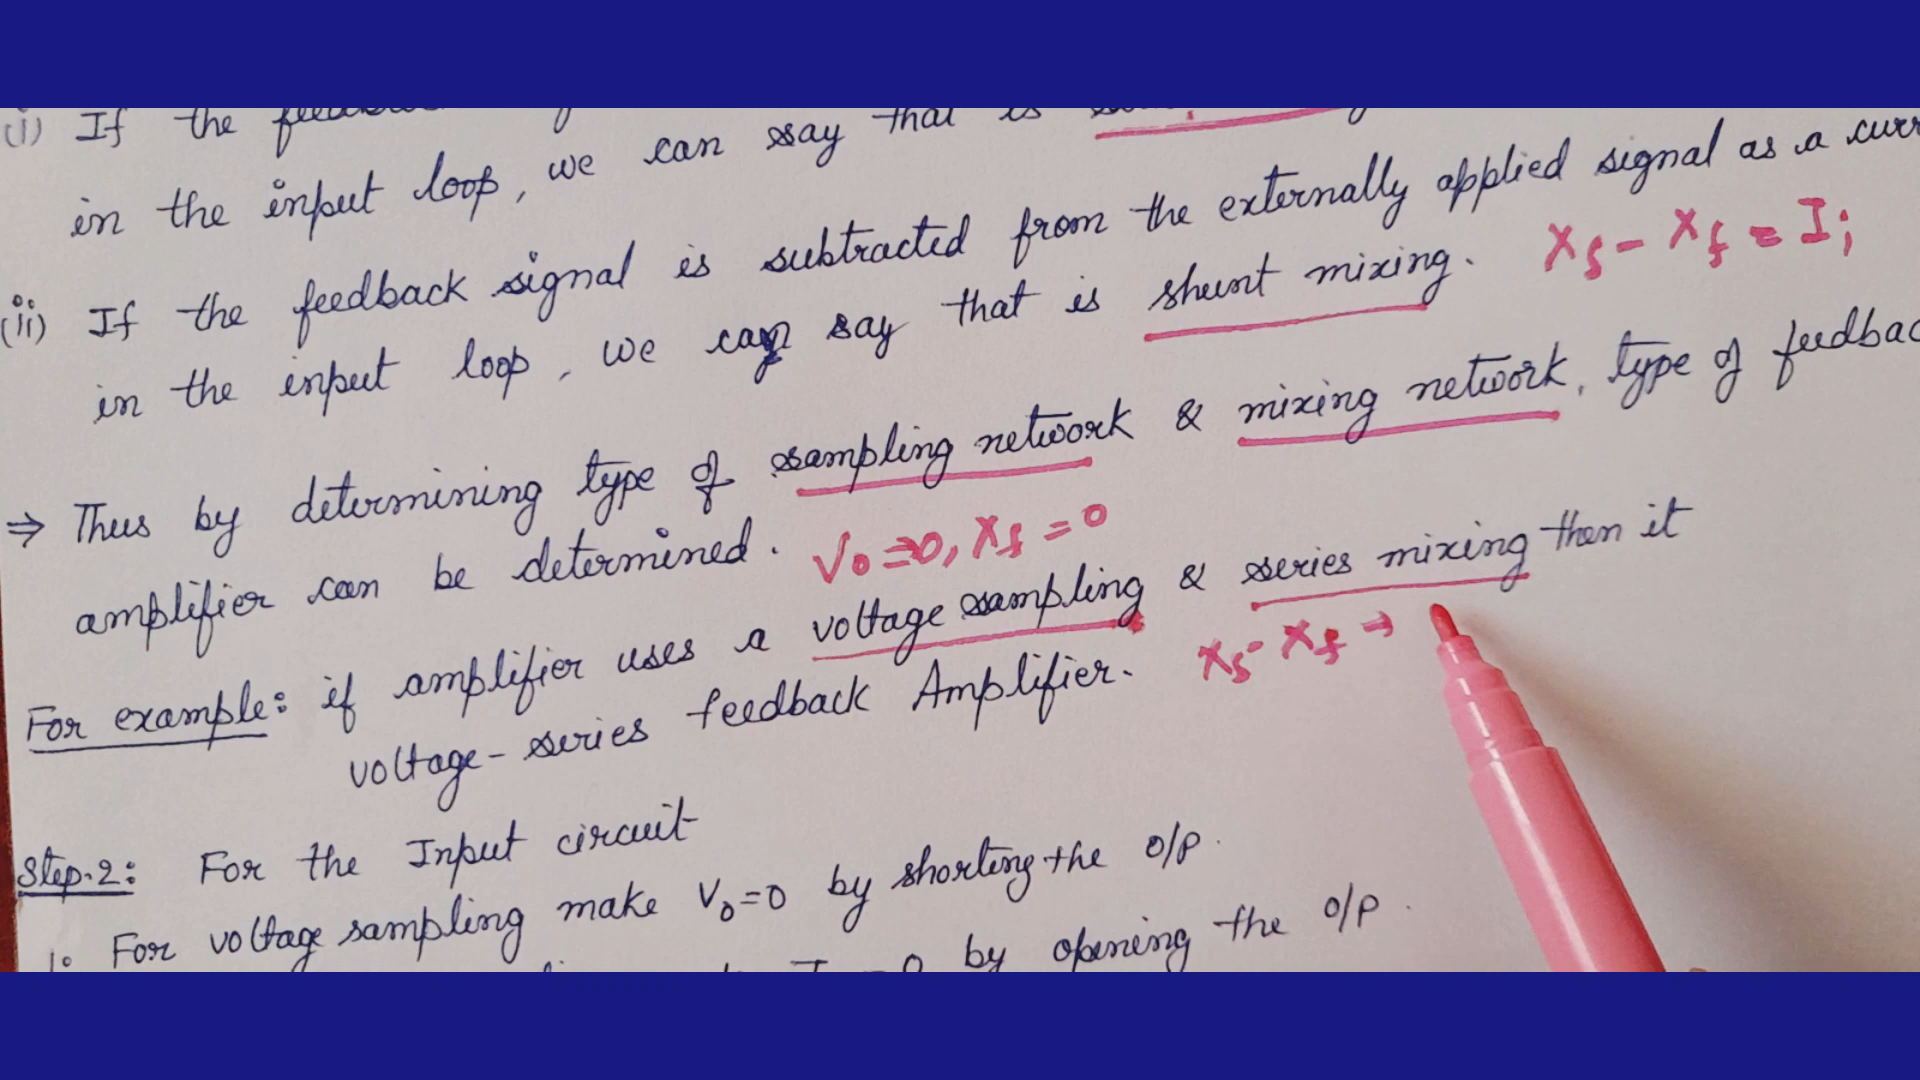 (i) If the
in the input loop, we can say that is
(ii) If the feedback signal is subtracted from the externally applied signal as a curr
in the input loop, we can say that is shunt mixing. Xs - Xf = Ii
⇒ Thus by determining type of sampling network & mixing network, type of feedbac
amplifier can be determined. Vo=0, Xf = 0
For example: if amplifier uses a voltage sampling & series mixing then it
voltage-series feedback Amplifier. Xs - Xf →
Step.2: For the Input circuit
1. For voltage sampling make Vo=0 by shorting the o/p.
by opening the o/p.